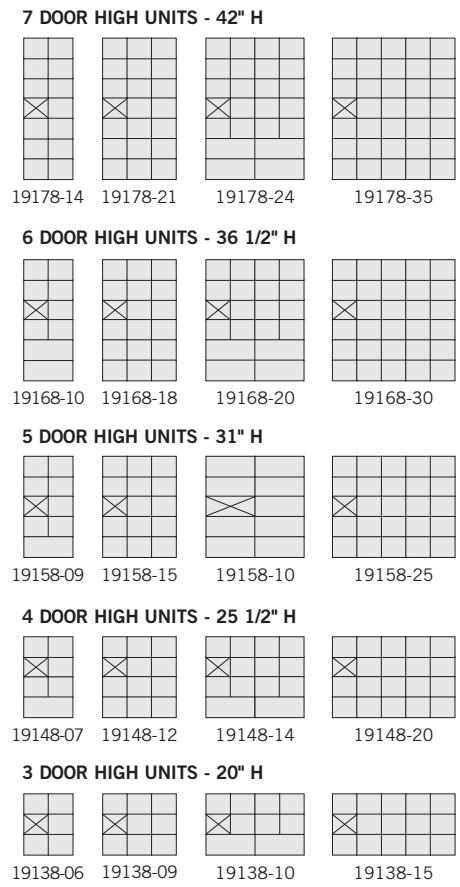 7 DOOR HIGH UNITS - 42" H
19178-14 19178-21 19178-24 19178-35
6 DOOR HIGH UNITS - 36 1/2" H
19168-10 19168-18 19168-20 19168-30
5 DOOR HIGH UNITS - 31" H
19158-09 19158-15 19158-10 19158-25
4 DOOR HIGH UNITS - 25 1/2" H
19148-07 19148-12 19148-14 19148-20
3 DOOR HIGH UNITS - 20" H
19138-06 19138-09 19138-10 19138-15